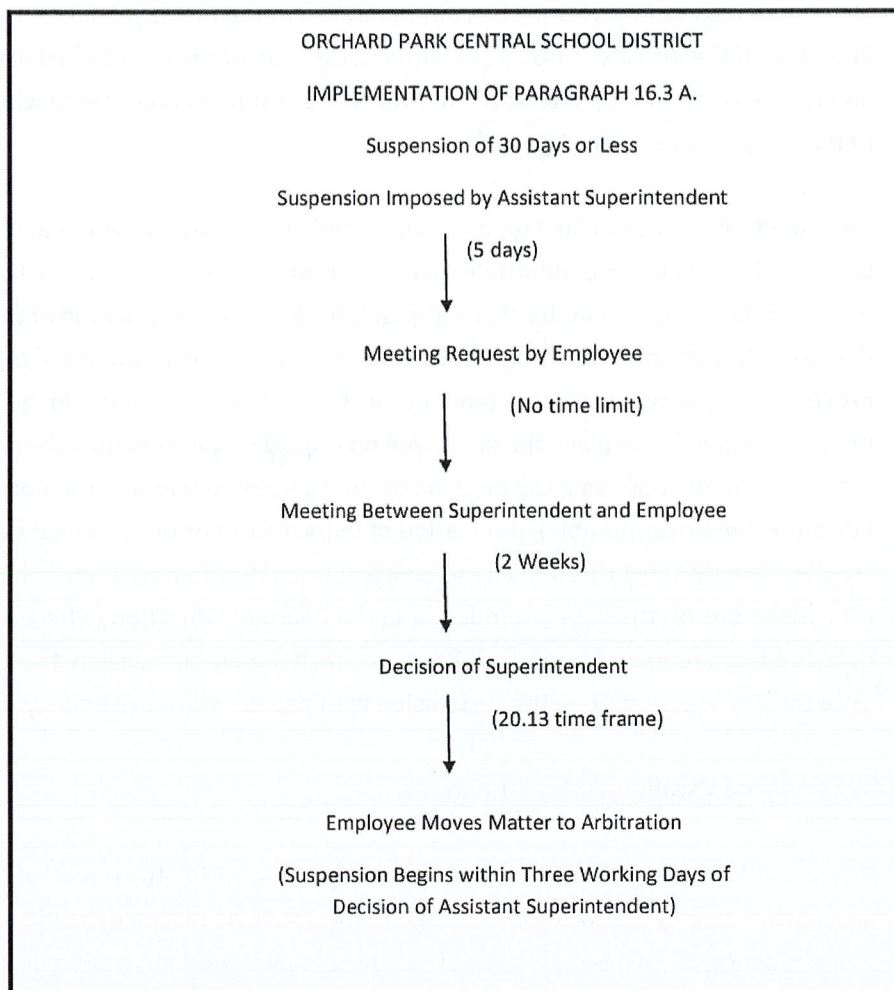 ORCHARD PARK CENTRAL SCHOOL DISTRICT
IMPLEMENTATION OF PARAGRAPH 16.3 A.
Suspension of 30 Days or Less
Suspension Imposed by Assistant Superintendent
(5 days)
Meeting Request by Employee
(No time limit)
Meeting Between Superintendent and Employee
(2 Weeks)
Decision of Superintendent
(20.13 time frame)
Employee Moves Matter to Arbitration
(Suspension Begins within Three Working Days of
Decision of Assistant Superintendent)